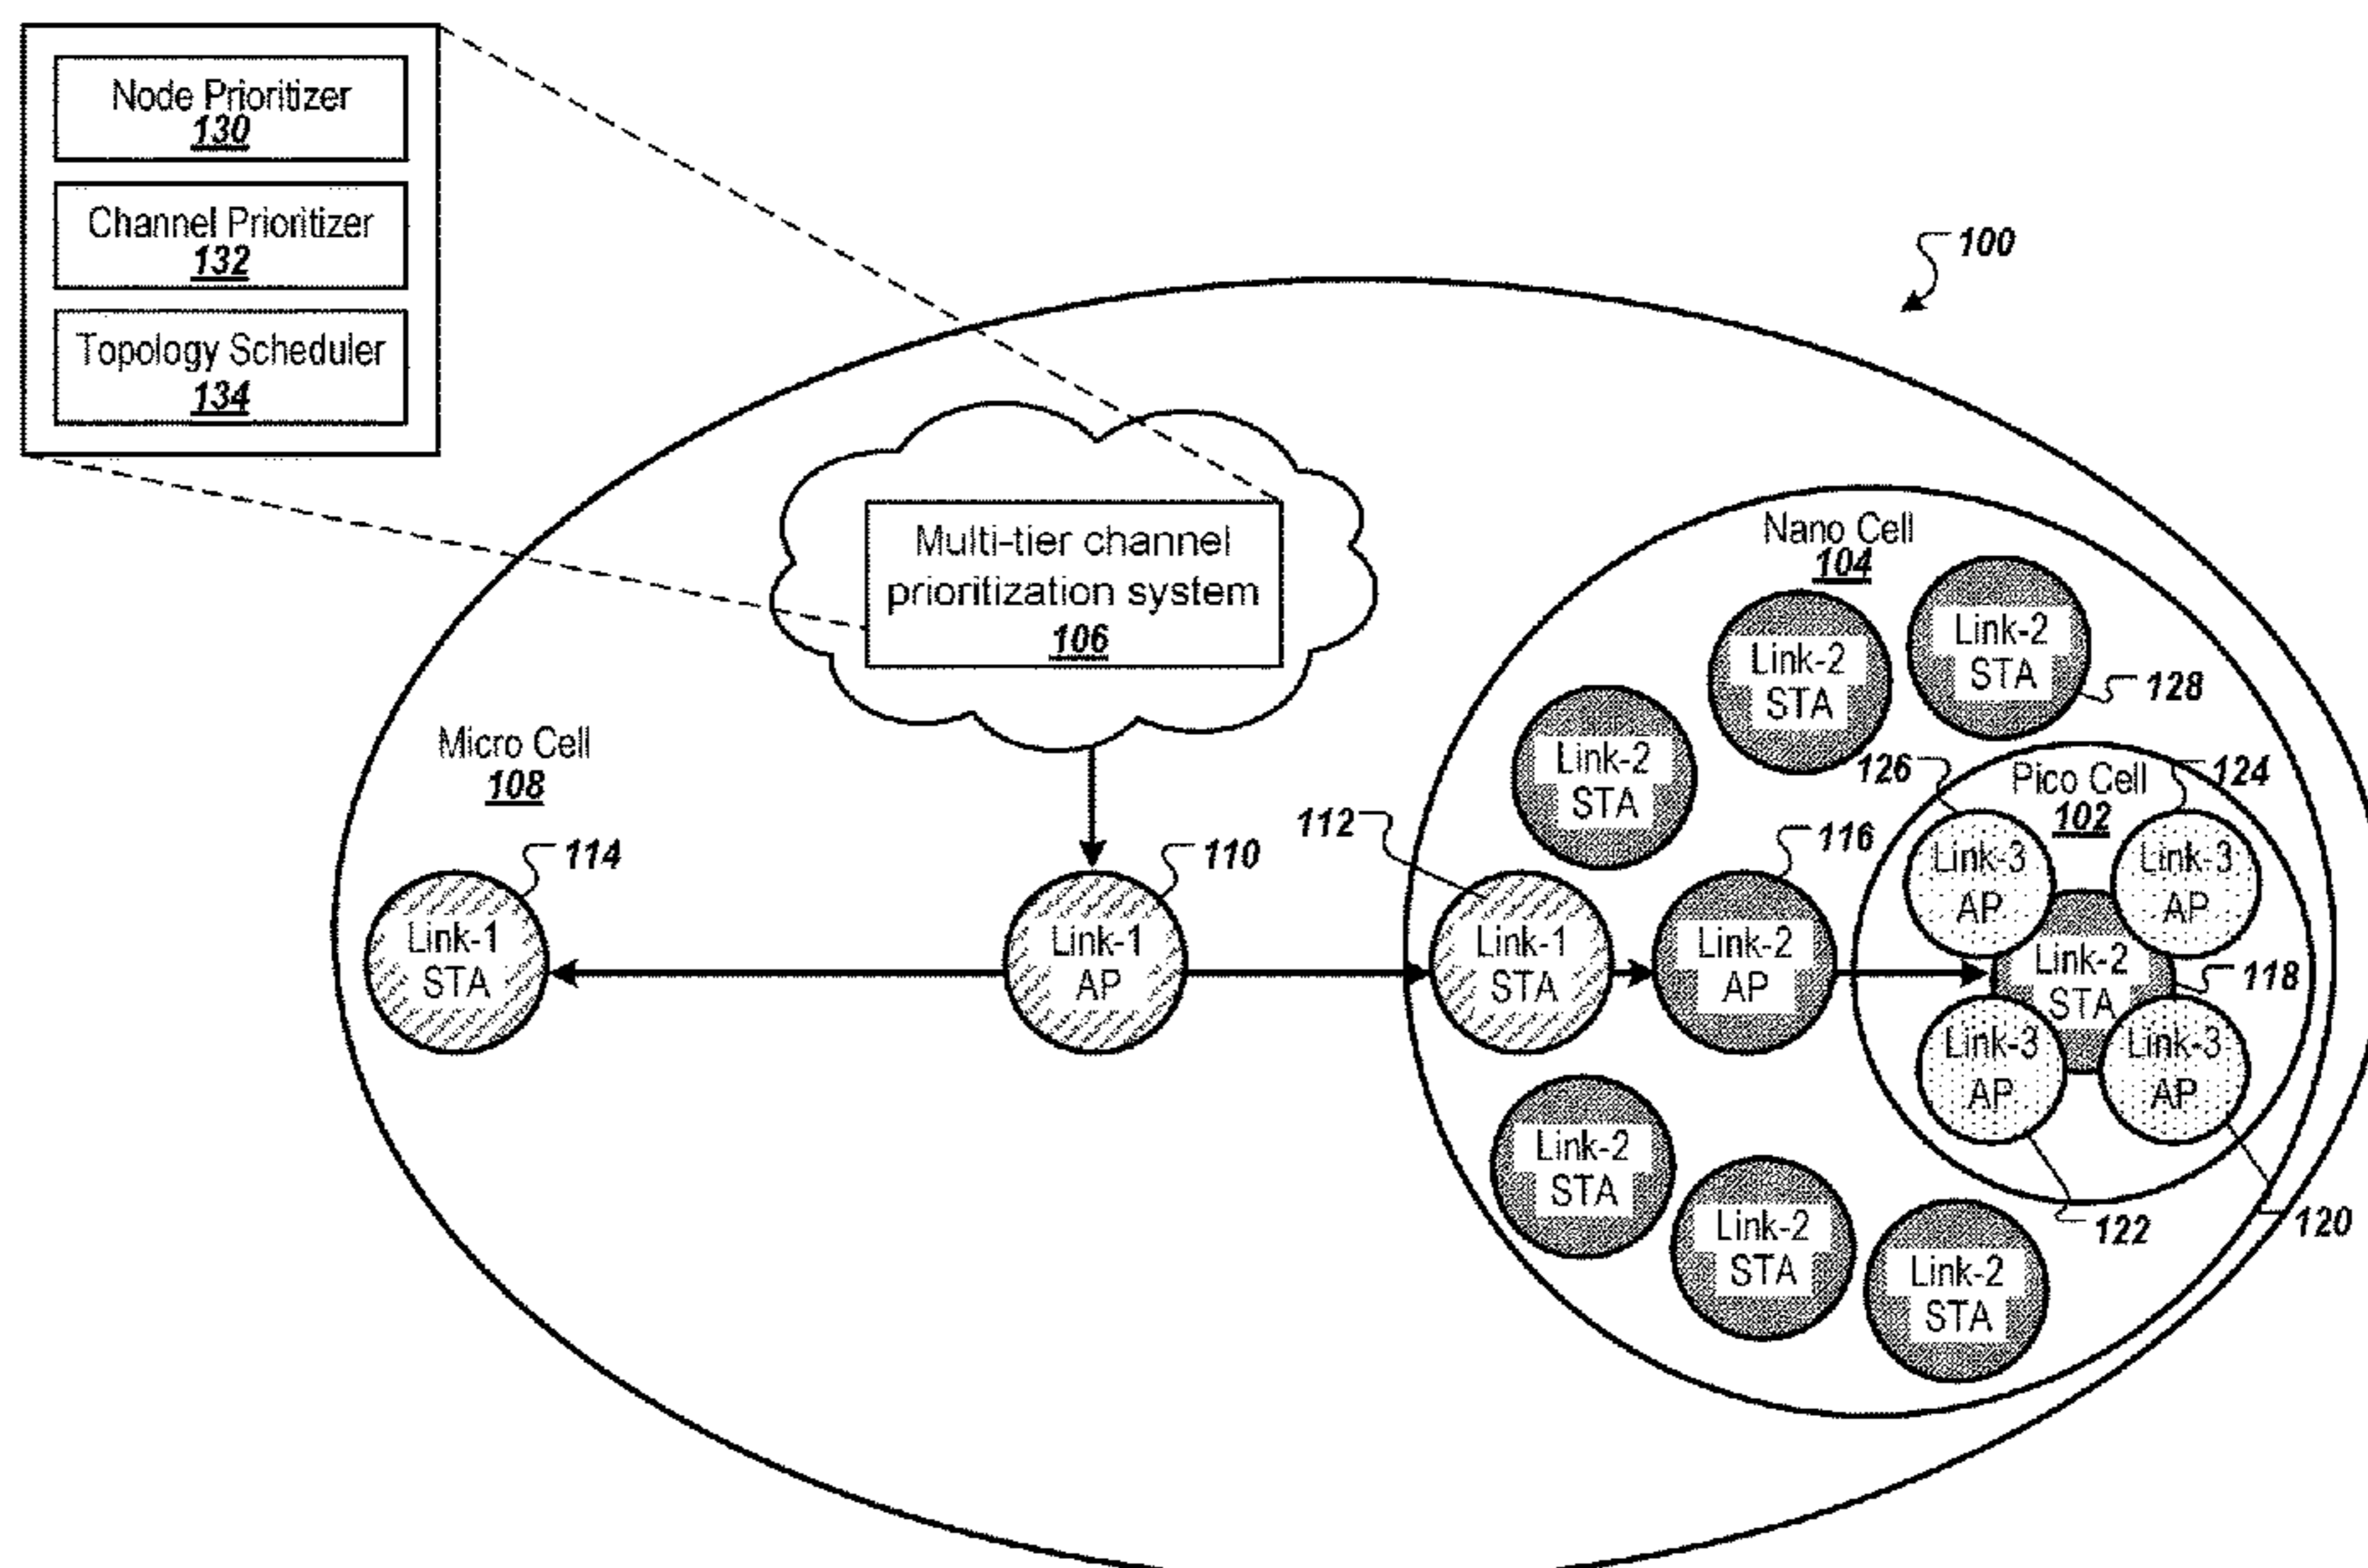 Node Prioritizer
130
Channel Prioritizer
132
Topology Scheduler
134
100
Multi-tier channel
prioritization system
106
Nano Cell
104
Link-2
STA
128
Link-2
STA
Link-2
STA
Micro Cell
108
126
Pico Cell
102
124
114
110
112
116
Link-3
AP
Link-3
AP
Link-1
STA
Link-1
AP
Link-1
STA
Link-2
AP
Link-2
STA
118
Link-3
AP
Link-3
AP
Link-2
STA
Link-2
STA
Link-2
STA
122
120